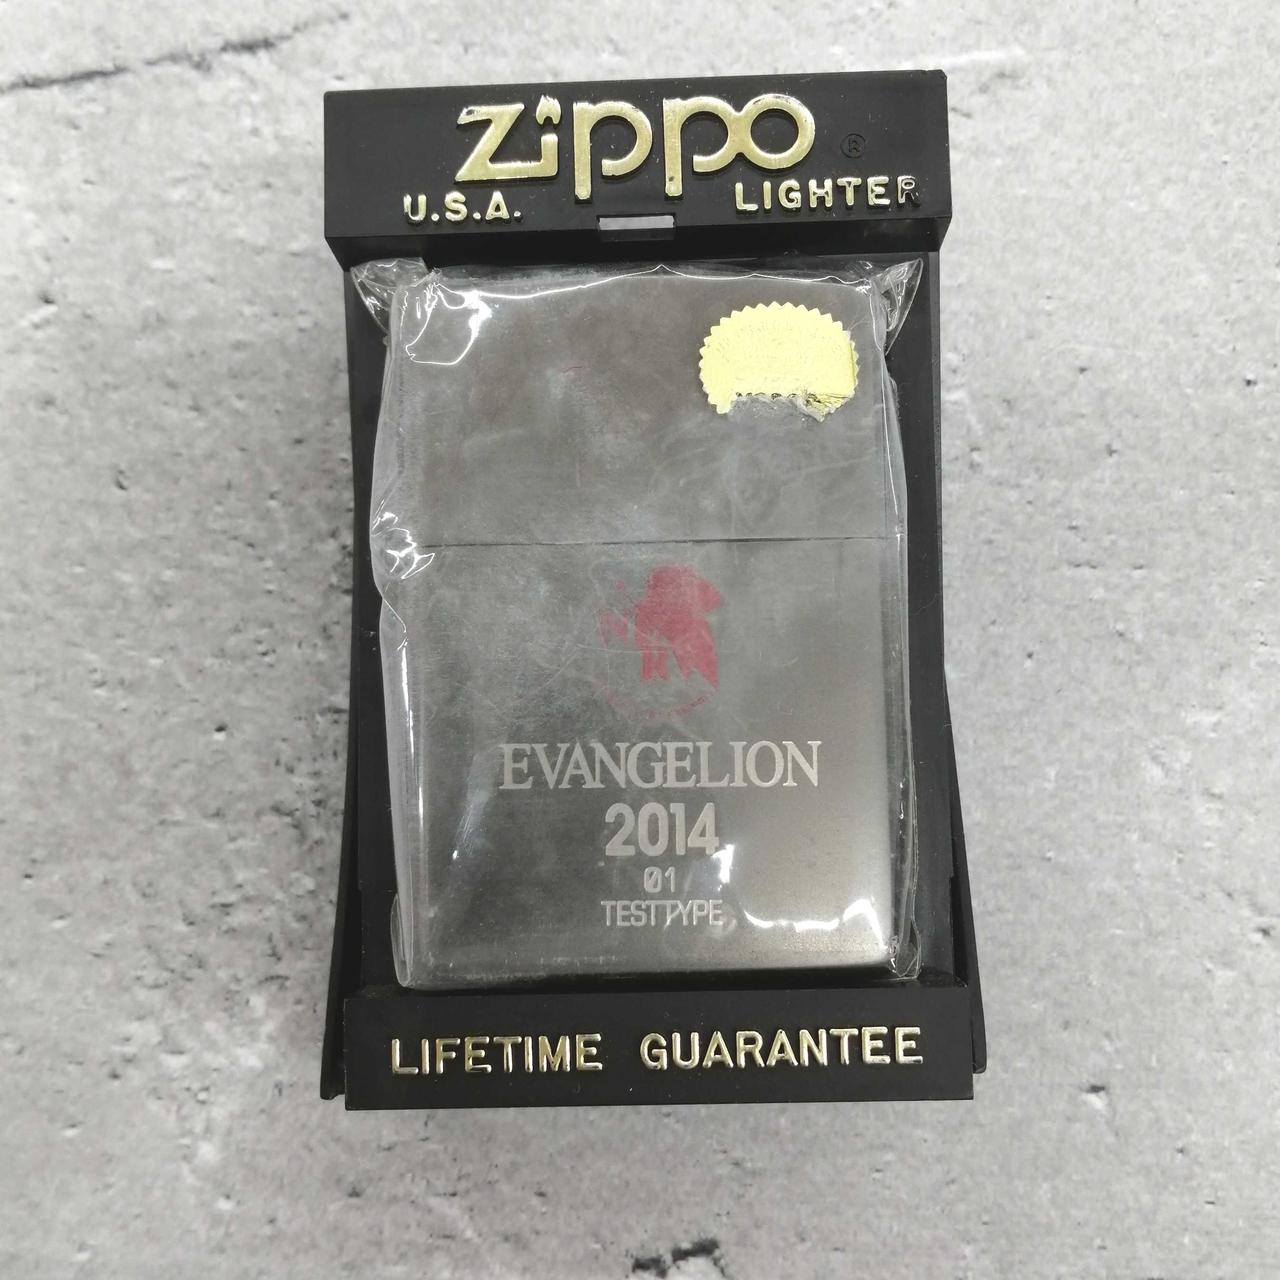 Zippo ®
U.S.A. LIGHTER
EVANGELION
2014
01
TESTTYPE
LIFETIME GUARANTEE